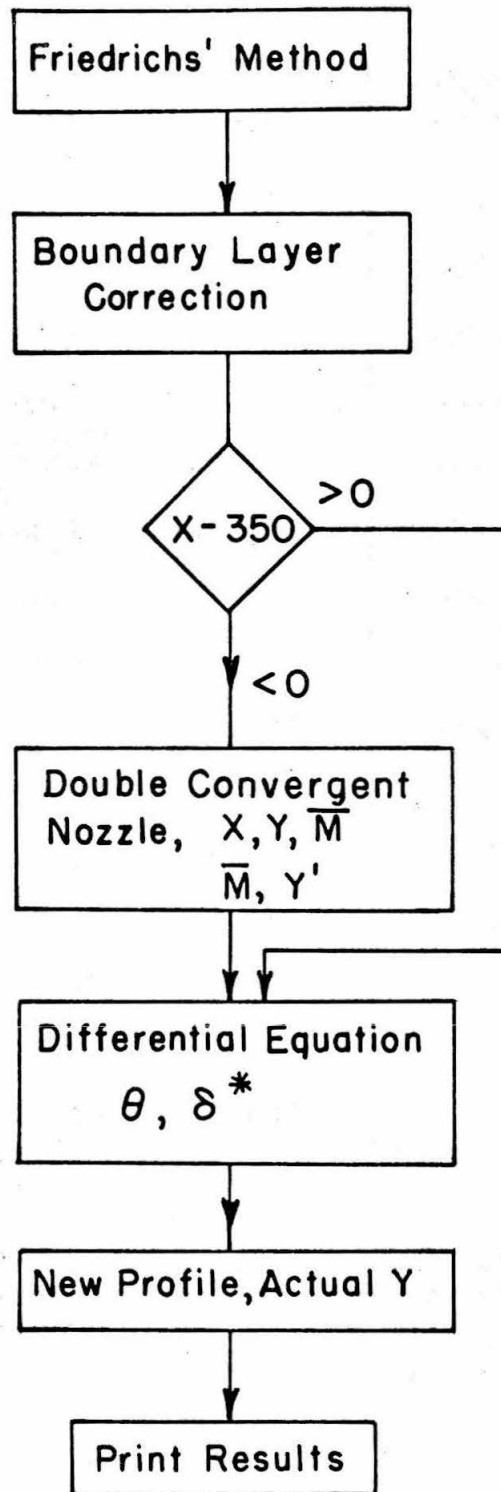 Friedrichs' Method
Boundary Layer
Correction
X-350
>0
<0
Double Convergent
Nozzle, X, Y, M̅
M̅, Y'
Differential Equation
θ, δ*
New Profile, Actual Y
Print Results